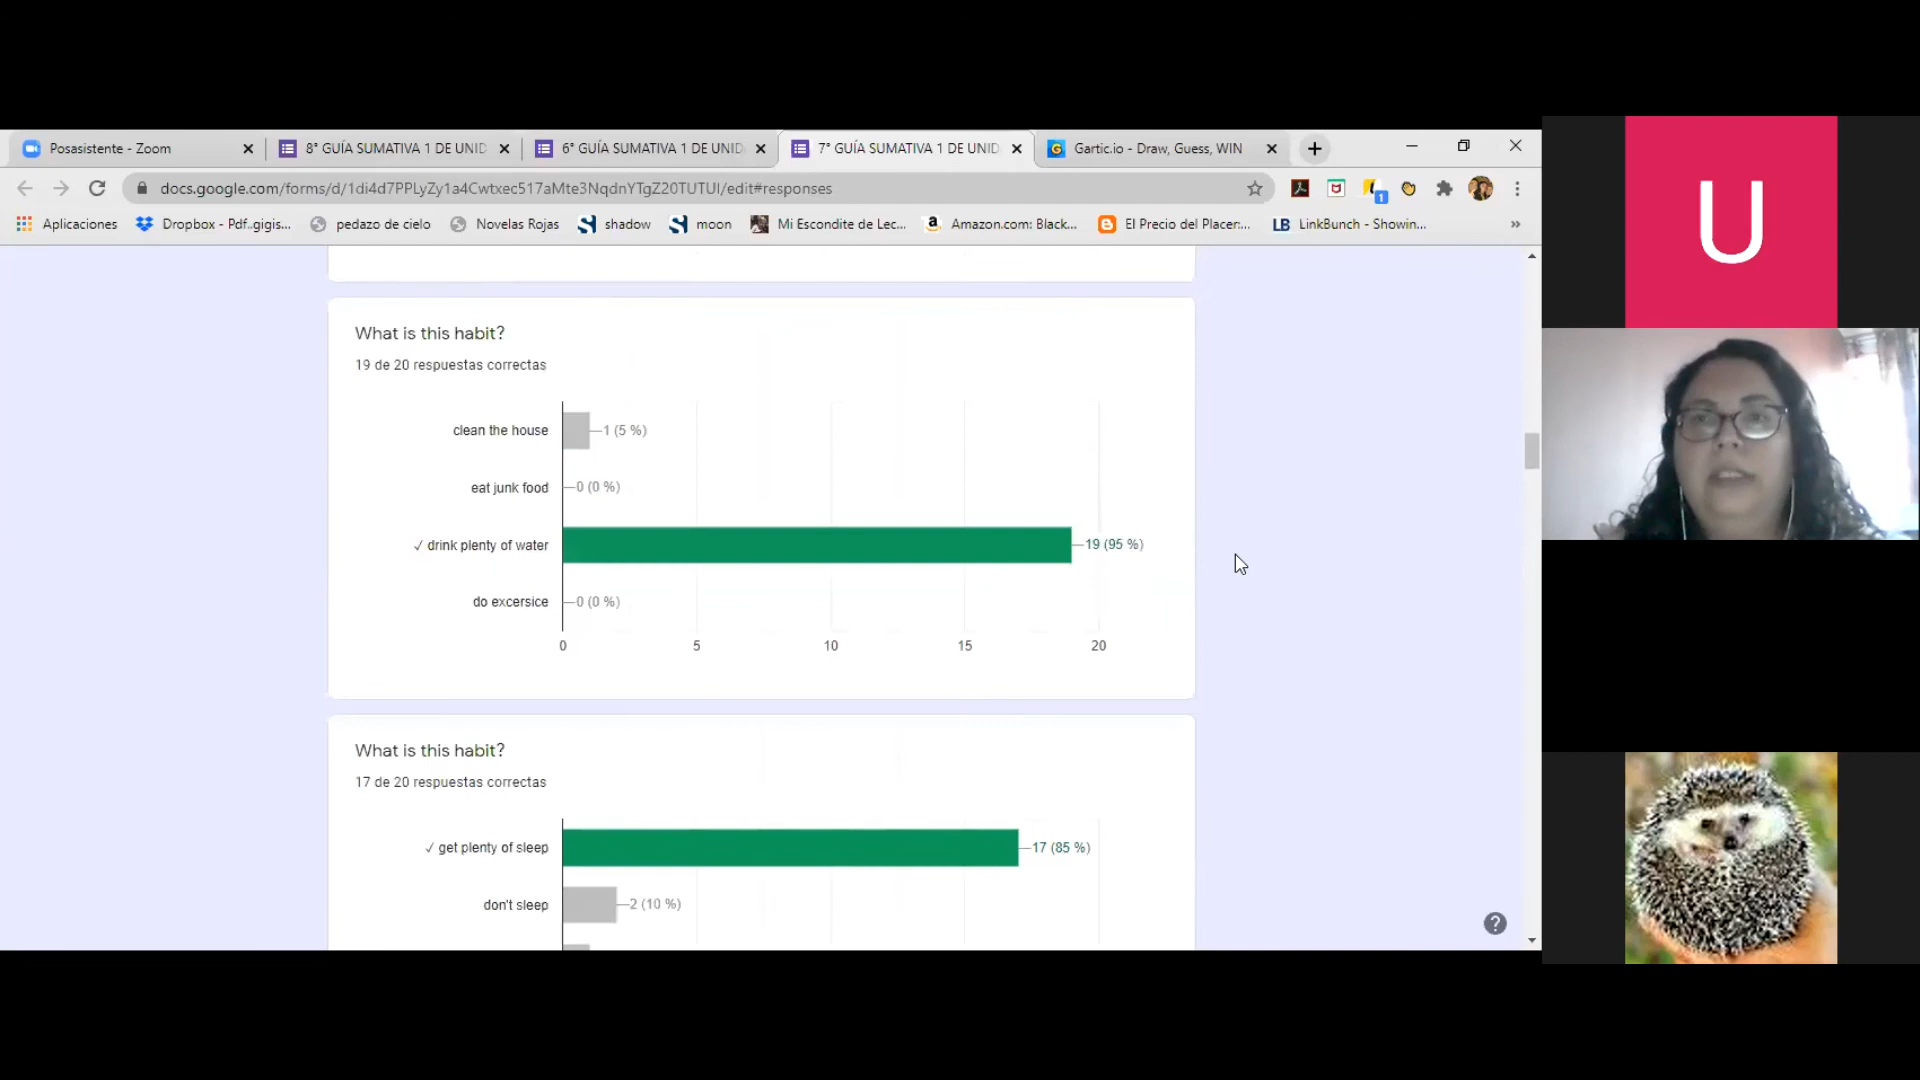 Posasistente - Zoom
8° GUÍA SUMATIVA 1 DE UNID
6° GUÍA SUMATIVA 1 DE UNID
7° GUÍA SUMATIVA 1 DE UNID
Gartic.io - Draw, Guess, WIN
docs.google.com/forms/d/1di4d7PPLyZy1a4Cwtxec517aMte3NqdnYTgZ20TUTUI/edit#responses
1
Aplicaciones
Dropbox - Pdf..gigis...
pedazo de cielo
Novelas Rojas
shadow
moon
Mi Escondite de Lec...
Amazon.com: Black...
El Precio del Placer:...
LB LinkBunch - Showin...
»
U
What is this habit?
19 de 20 respuestas correctas
clean the house 1 (5 %)
eat junk food 0 (0 %)
✓ drink plenty of water 19 (95 %)
do excersice 0 (0 %)
0 5 10 15 20
What is this habit?
17 de 20 respuestas correctas
✓ get plenty of sleep 17 (85 %)
don't sleep 2 (10 %)
?